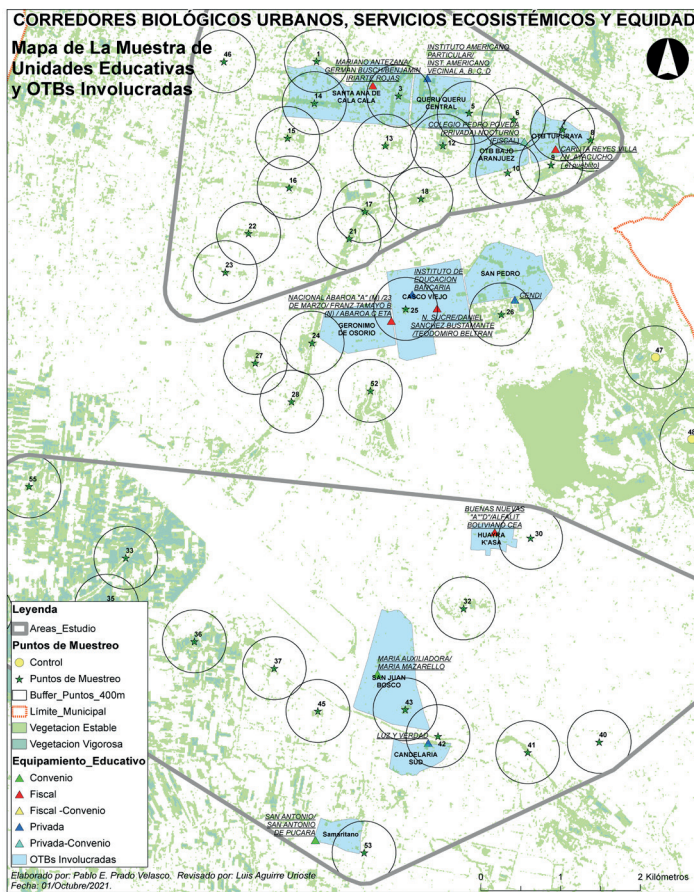 CORREDORES BIOLÓGICOS URBANOS, SERVICIOS ECOSISTÉMICOS Y EQUIDAD
Mapa de La Muestra de
Unidades Educativas
y OTBs Involucradas
46
1
MARIANO ANTEZANA/
GERMAN BUSCH/BENJAMIN
IRIARTE ROJAS
INSTITUTO AMERICANO
PARTICULAR/
INST. AMERICANO
VECINAL A, B, C, D
14
SANTA ANA DE
CALA CALA
3
QUERU QUERU
CENTRAL
5
6
7
8
COLEGIO PEDRO POVEDA
(PRIVADA) NOCTURNO
(FISCAL)
OTB TUPURAYA
15
13
12
OTB BAJO
ARANJUEZ
10
9
CARLITA REYES VILLA
/N. AYACUCHO
(el pueblito)
16
17
18
22
21
23
SAN PEDRO
INSTITUTO DE
EDUCACION
BANCARIA
CENDI
NACIONAL ABAROA "A" (M) /23
DE MARZO/ FRANZ TAMAYO B
(N) / ABAROA C ETA
CASCO VIEJO
25
26
GERONIMO
DE OSORIO
N. SUCRE/DANIEL
SANCHEZ BUSTAMANTE
/TEODOMIRO BELTRAN
24
27
28
52
47
48
55
BUENAS NUEVAS
"A""D"/ALFALIT
BOLIVIANO CEA
HUAYRA
K'ASA
30
33
35
32
36
37
MARIA AUXILIADORA/
MARIA MAZARELLO
SAN JUAN
BOSCO
45
43
LUZ Y VERDAD
42
CANDELARIA
SUD
41
40
SAN ANTONIO/
SAN ANTONIO
DE PUCARA
Samaritano
53
Leyenda
Areas_Estudio
Puntos de Muestreo
Control
Puntos de Muestreo
Buffer_Puntos_400m
Límite_Municipal
Vegetacion Estable
Vegetacion Vigorosa
Equipamiento_Educativo
Convenio
Fiscal
Fiscal -Convenio
Privada
Privada-Convenio
OTBs Involucradas
Elaborado por: Pablo E. Prado Velasco. Revisado por: Luis Aguirre Urioste
Fecha: 01/Octubre/2021.
0 1 2 Kilómetros